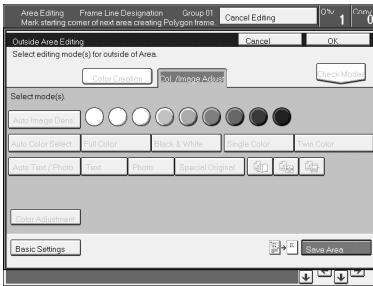 Area Editing Frame Line Designation Group 01 Cancel Editing Q'ty 1 Copy 0
Mark starting corner of next area creating Polygon frame.
Outside Area Editing Cancel OK
Select editing mode(s) for outside of Area.
Color Creation Col. /Image Adjust Check Modes
Select mode(s).
Auto Image Dens.
Auto Color Select Full Color Black & White Single Color Twin Color
Auto Text / Photo Text Photo Special Original
Color Adjustment
Basic Settings R Save Area